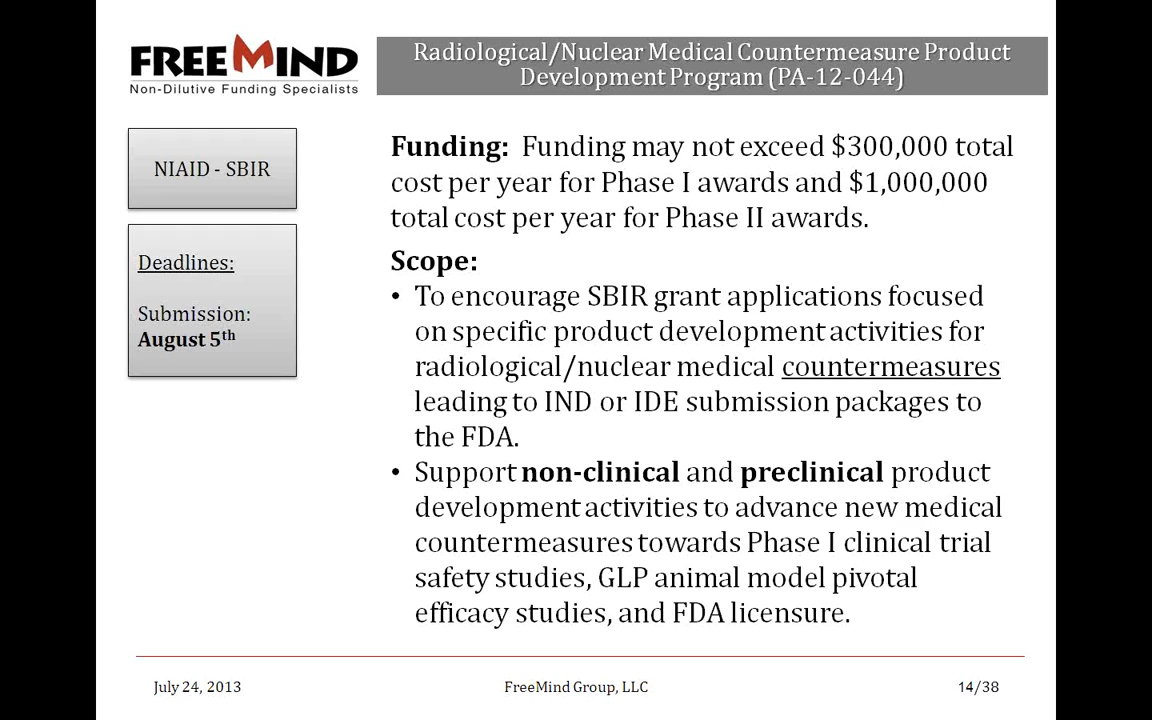 FREEMIND
Non-Dilutive Funding Specialists
Radiological/Nuclear Medical Countermeasure Product
Development Program (PA-12-044)
NIAID - SBIR
Deadlines:
Submission:
August 5th
Funding: Funding may not exceed $300,000 total
cost per year for Phase I awards and $1,000,000
total cost per year for Phase II awards.
Scope:
• To encourage SBIR grant applications focused
on specific product development activities for
radiological/nuclear medical countermeasures
leading to IND or IDE submission packages to
the FDA.
• Support non-clinical and preclinical product
development activities to advance new medical
countermeasures towards Phase I clinical trial
safety studies, GLP animal model pivotal
efficacy studies, and FDA licensure.
July 24, 2013
FreeMind Group, LLC
14/38